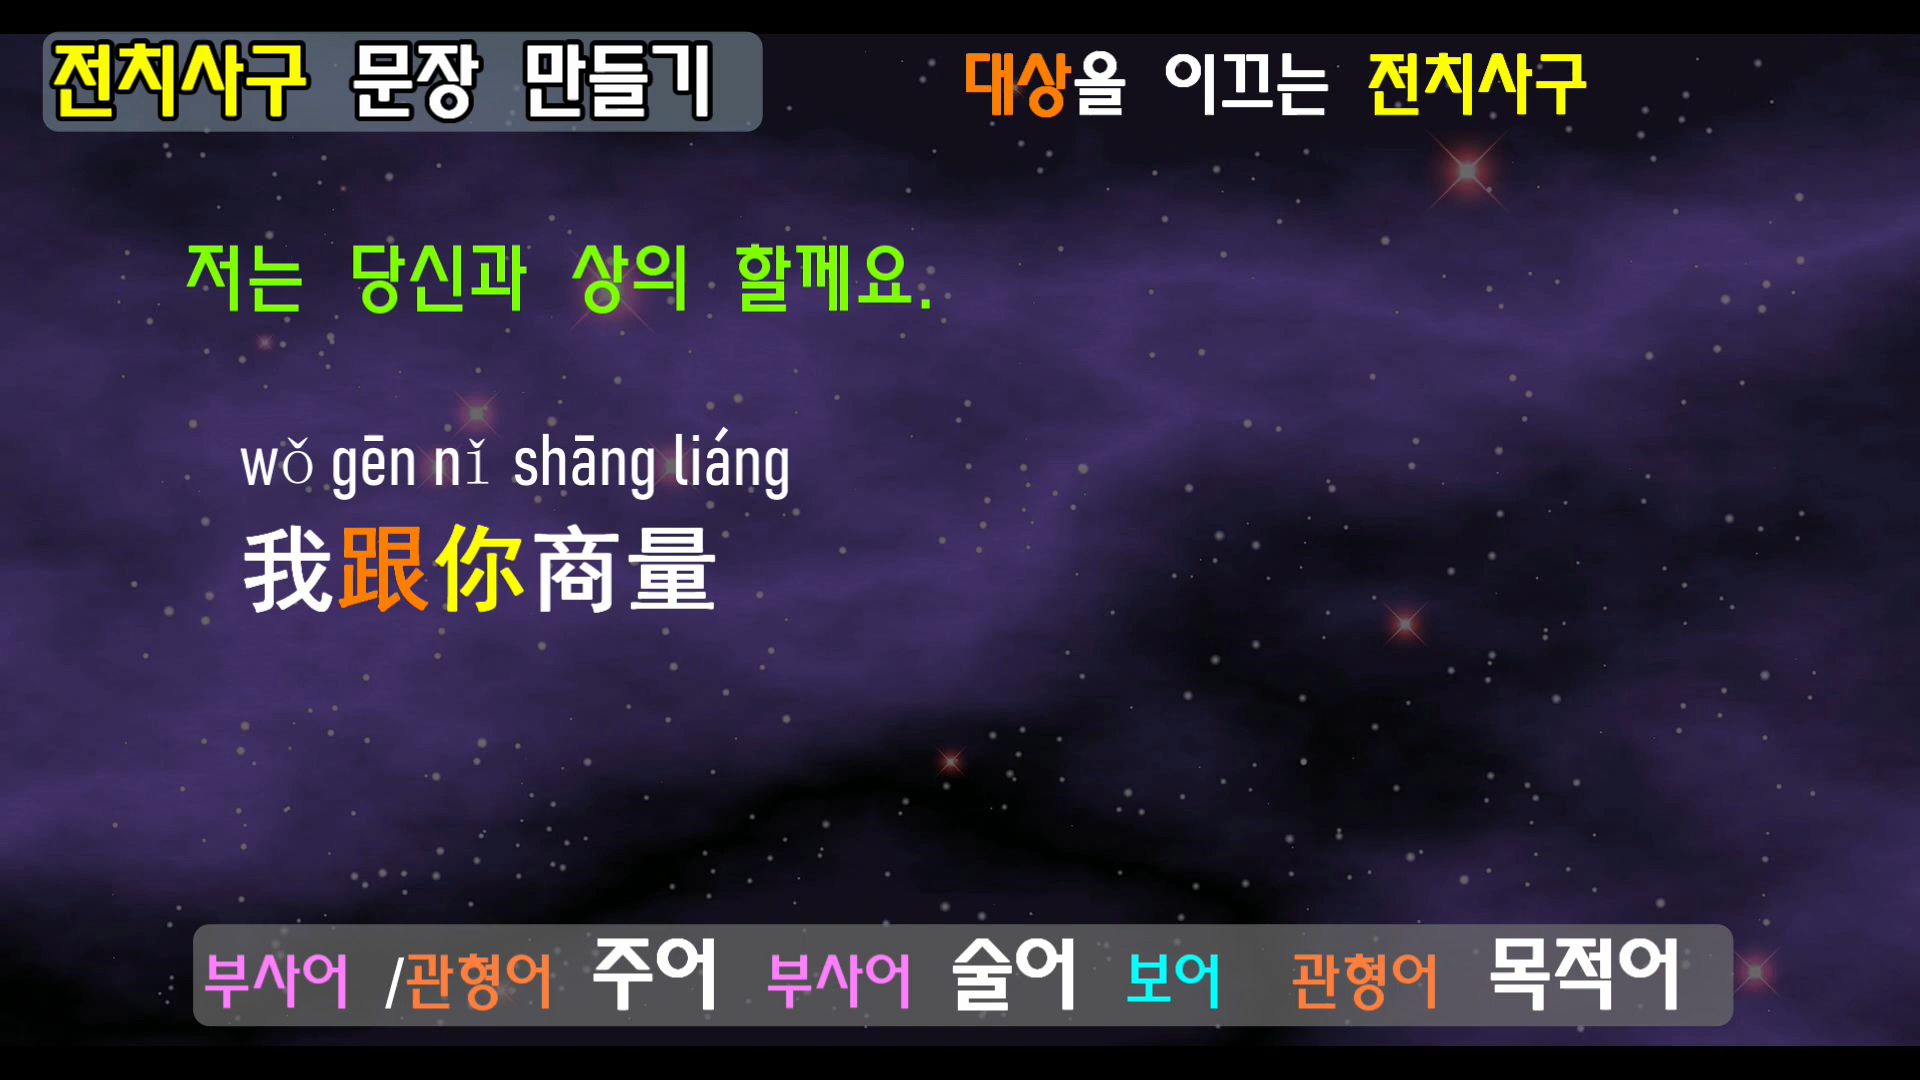 전치사구 문장 만들기
대상을 이끄는 전치사구
저는 당신과 상의 할께요.
wǒ gēn nǐ shāng liáng
我跟你商量
부사어 /관형어 주어 부사어 술어 보어 관형어 목적어